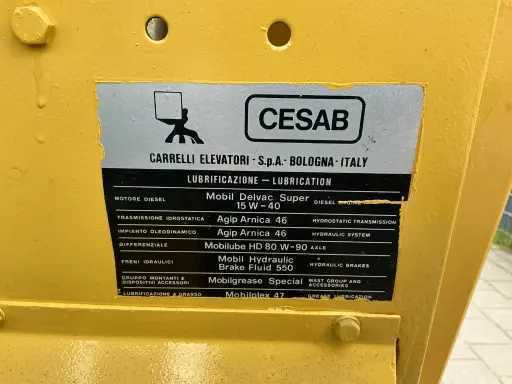 CESAB
CARRELLI ELEVATORI - S.p.A. - BOLOGNA - ITALY
LUBRIFICAZIONE - LUBRICATION
MOTORE DIESEL Mobil Delvac Super 15 W - 40 DIESEL
TRASMISSIONE IDROSTATICA Agip Arnica 46 HYDROSTATIC TRANSMISSION
IMPIANTO OLEODINAMICO Agip Arnica 46 HYDRAULIC SYSTEM
DIFFERENZIALE Mobilube HD 80 W-90 AXLE
FRENI IDRAULICI Mobil Hydraulic Brake Fluid 550 HYDRAULIC BRAKES
GRUPPO MONTANTI E DISPOSITIVI ACCESSORI Mobilgrease Special MAST GROUP AND ACCESSORIES
LUBRIFICAZIONE A GRASSO Mobilplex 47 GREASE LUBRICATION